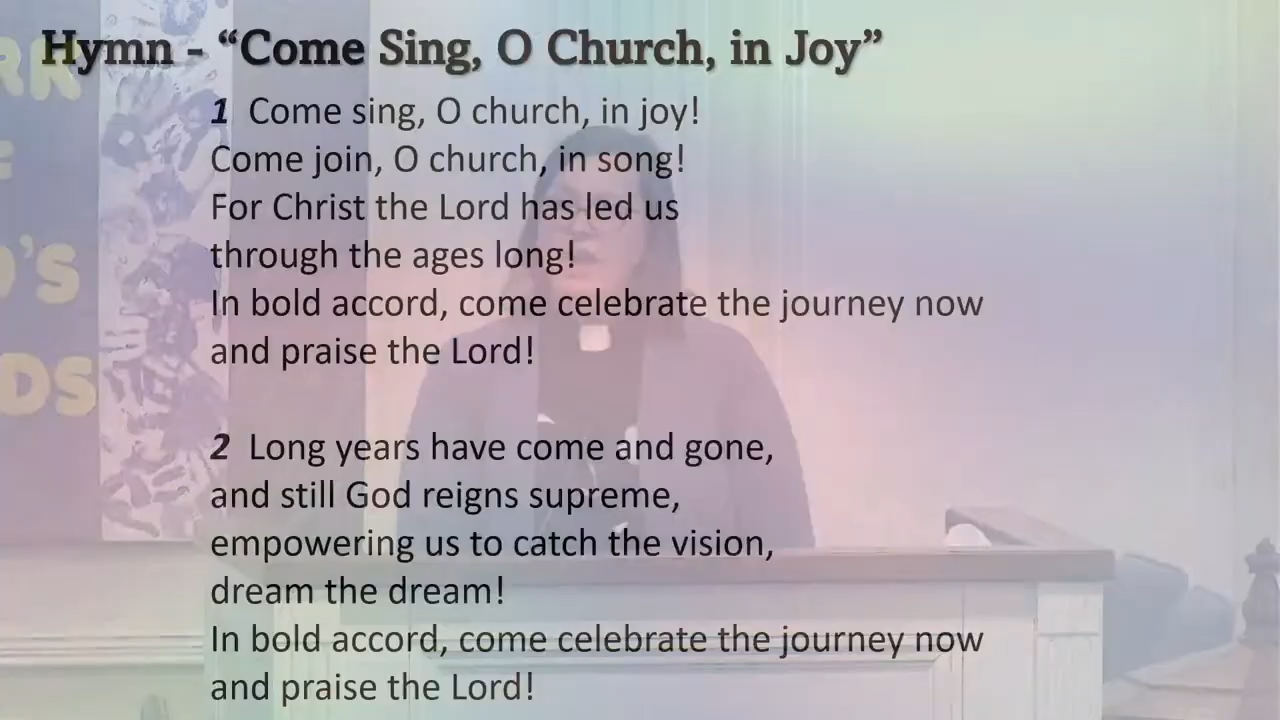 Hymn - “Come Sing, O Church, in Joy”
1 Come sing, O church, in joy!
Come join, O church, in song!
For Christ the Lord has led us
through the ages long!
In bold accord, come celebrate the journey now
and praise the Lord!
2 Long years have come and gone,
and still God reigns supreme,
empowering us to catch the vision,
dream the dream!
In bold accord, come celebrate the journey now
and praise the Lord!